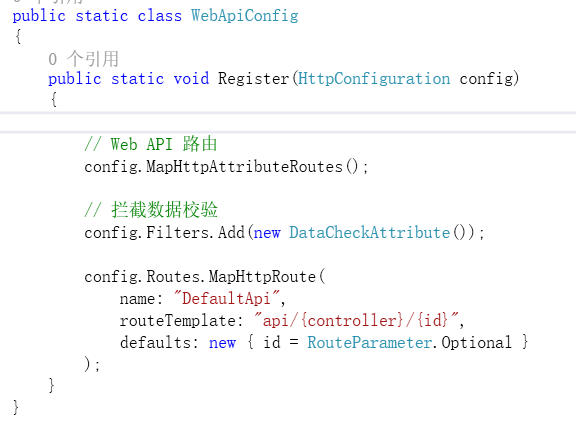 public static class WebApiConfig
{
0 个引用
public static void Register(HttpConfiguration config)
{
// Web API 路由
config.MapHttpAttributeRoutes();
// 拦截数据校验
config.Filters.Add(new DataCheckAttribute());
config.Routes.MapHttpRoute(
name: "DefaultApi",
routeTemplate: "api/{controller}/{id}",
defaults: new { id = RouteParameter.Optional }
);
}
}